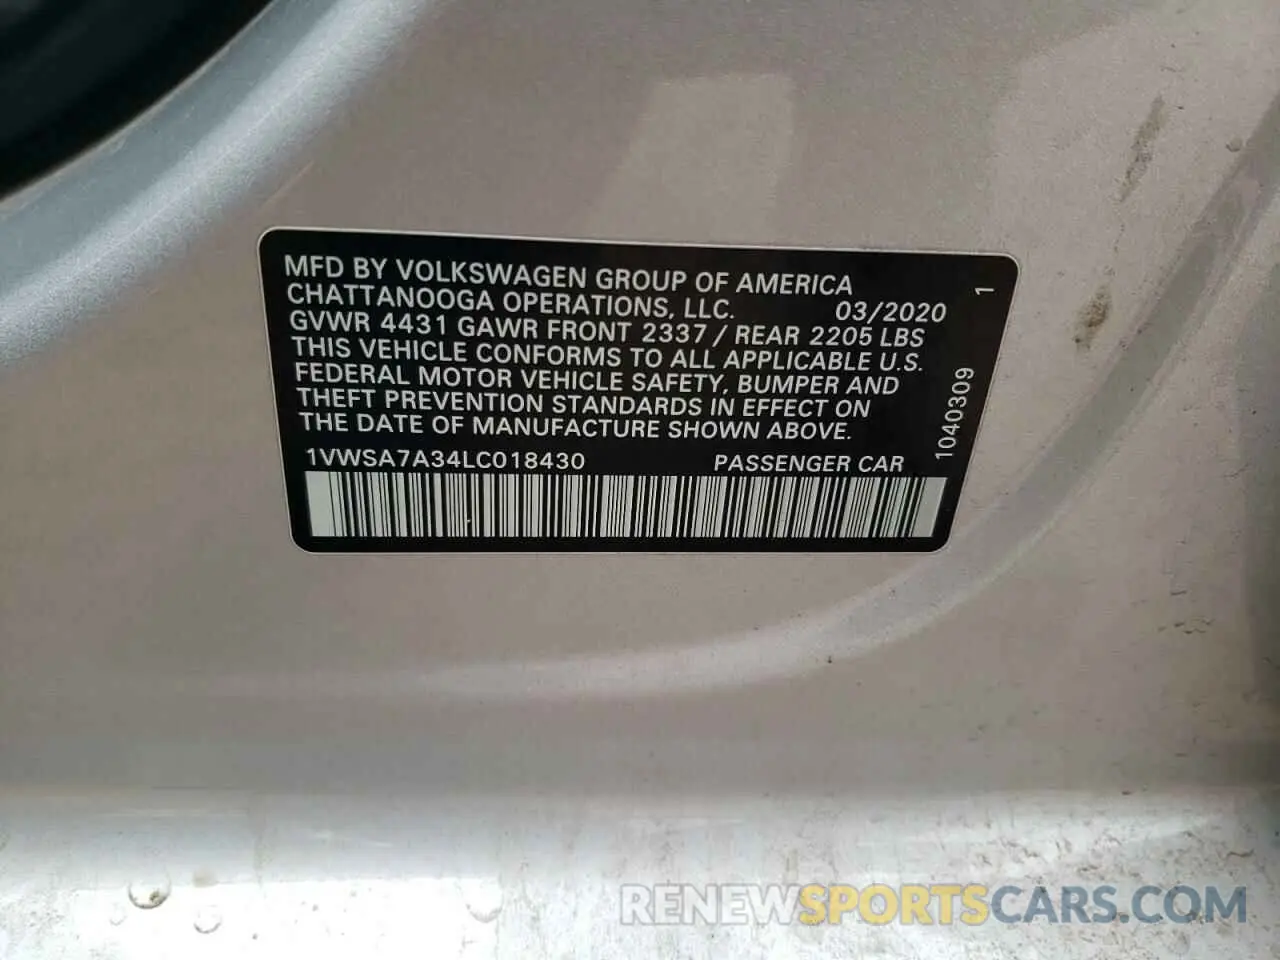 MFD BY VOLKSWAGEN GROUP OF AMERICA
CHATTANOOGA OPERATIONS, LLC. 03/2020
GVWR 4431 GAWR FRONT 2337 / REAR 2205 LBS
THIS VEHICLE CONFORMS TO ALL APPLICABLE U.S.
FEDERAL MOTOR VEHICLE SAFETY, BUMPER AND
THEFT PREVENTION STANDARDS IN EFFECT ON
THE DATE OF MANUFACTURE SHOWN ABOVE.
1VWSA7A34LC018430 PASSENGER CAR
1040309 1
RENEWSPORTSCARS.COM